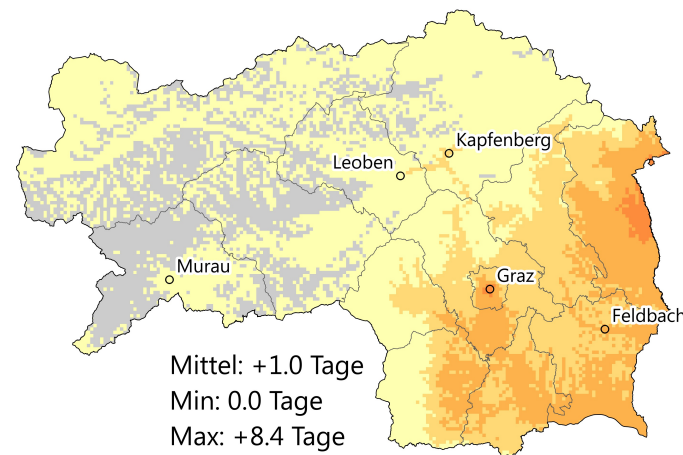 Kapfenberg
Leoben
Murau
Graz
Feldbach
Mittel: +1.0 Tage
Min: 0.0 Tage
Max: +8.4 Tage